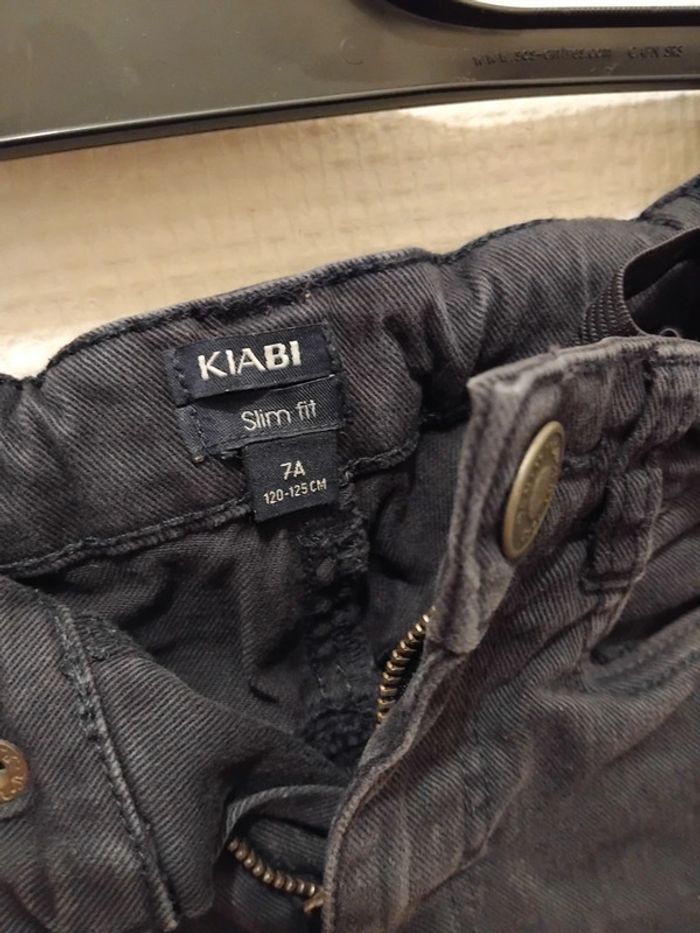 KIABI
Slim fit
7A
120-125 CM